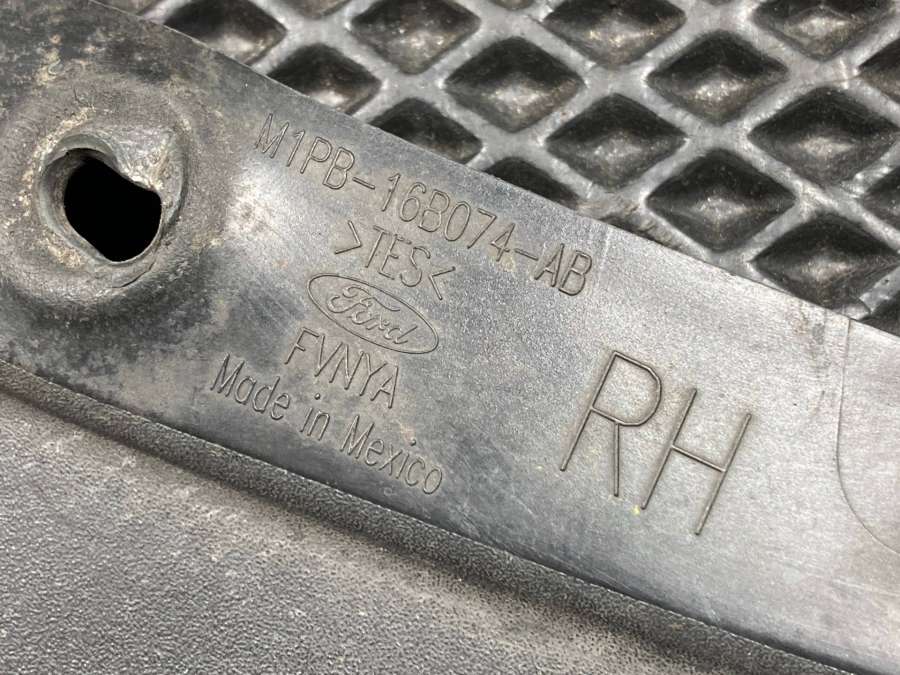 M1PB-16B074-AB
>TES<
Ford
FVNYA
Made in Mexico
RH